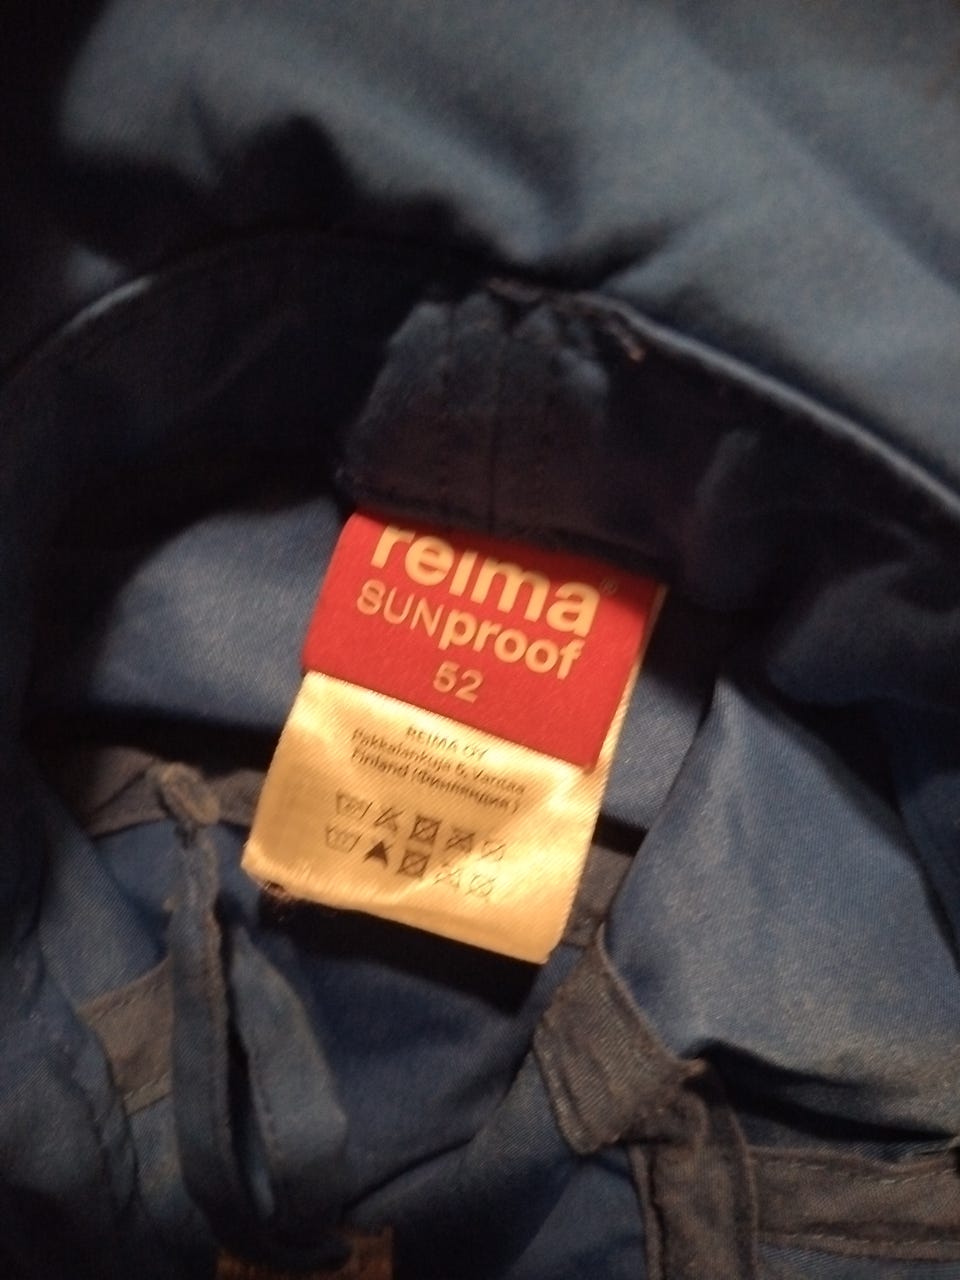 reima®
SUNproof
52
REIMA OY
Pakkalankuja 6, Vantaa
Finland (Финляндия)